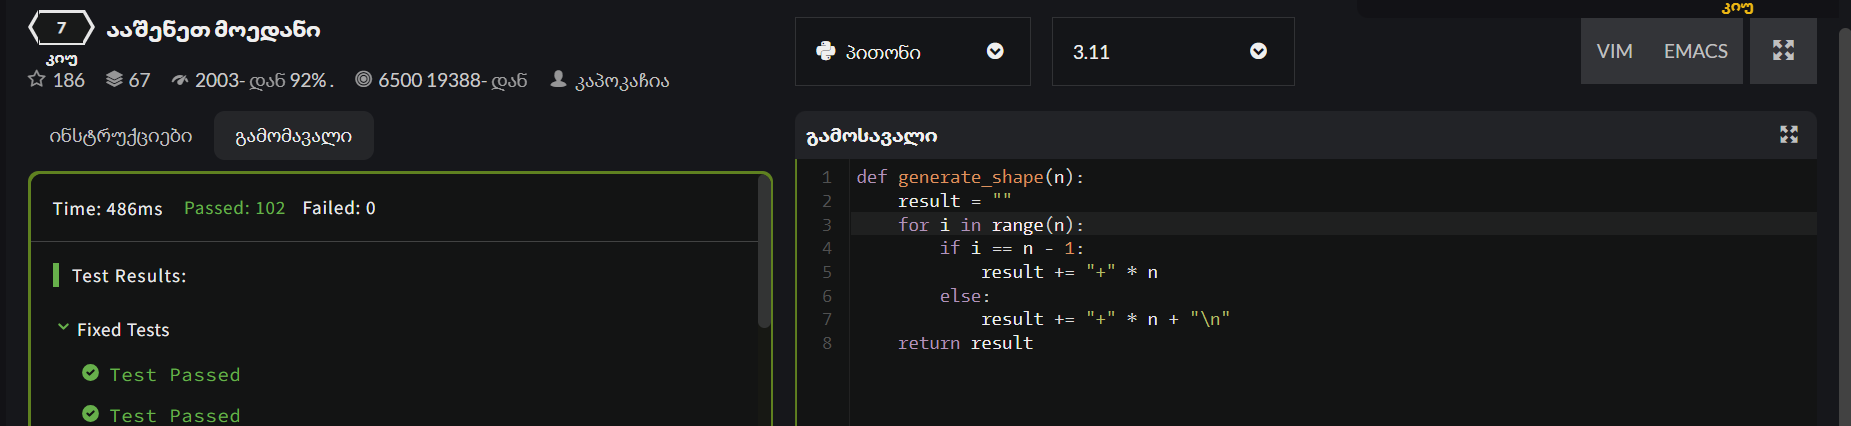 7 ააშენეთ მოედანი
კიუ
186 67 2003- დან 92% . 6500 19388- დან კაპოკაჩია
ინსტრუქციები გამომავალი
Time: 486ms Passed: 102 Failed: 0
Test Results:
Fixed Tests
Test Passed
Test Passed
კიუ
პითონი 3.11 VIM EMACS
გამოსავალი
1 def generate_shape(n):
2     result = ""
3     for i in range(n):
4         if i == n - 1:
5             result += "+" * n
6         else:
7             result += "+" * n + "\n"
8     return result